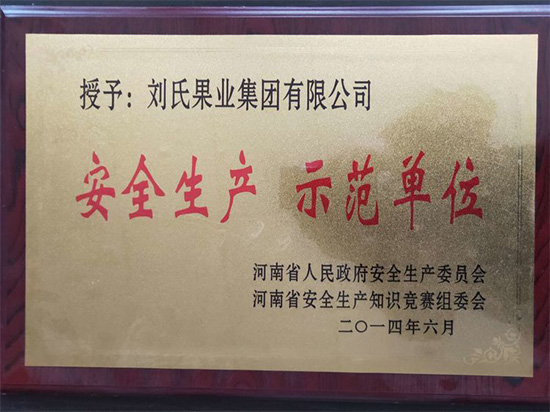 授予：刘氏果业集团有限公司
安全生产 示范单位
河南省人民政府安全生产委员会
河南省安全生产知识竞赛组委会
二〇一四年六月